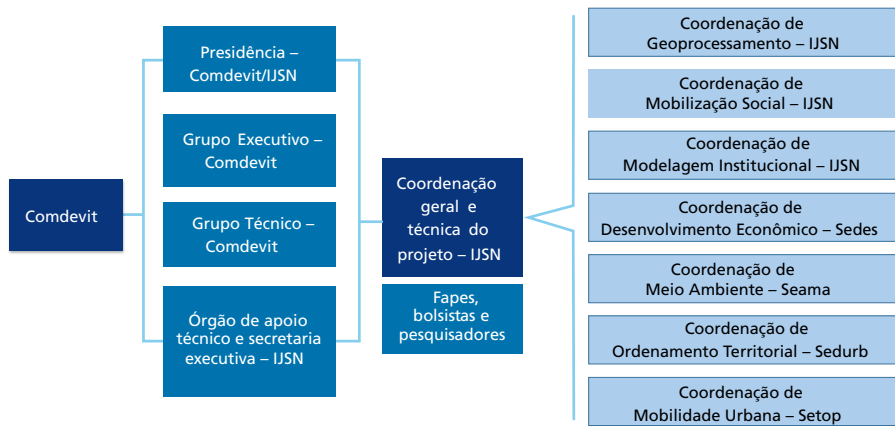 Comdevit
Presidência –
Comdevit/IJSN
Grupo Executivo –
Comdevit
Grupo Técnico –
Comdevit
Órgão de apoio
técnico e secretaria
executiva – IJSN
Coordenação
geral e
técnica do
projeto – IJSN
Fapes,
bolsistas e
pesquisadores
Coordenação de
Geoprocessamento – IJSN
Coordenação de
Mobilização Social – IJSN
Coordenação de
Modelagem Institucional – IJSN
Coordenação de
Desenvolvimento Econômico – Sedes
Coordenação de
Meio Ambiente – Seama
Coordenação de
Ordenamento Territorial – Sedurb
Coordenação de
Mobilidade Urbana – Setop